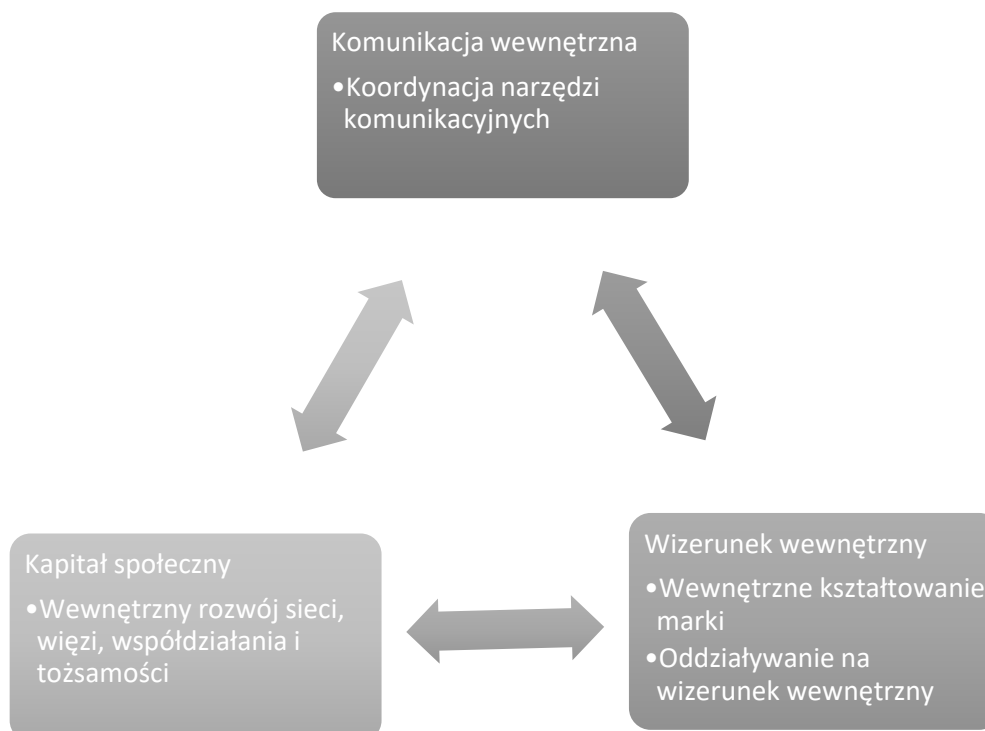 Komunikacja wewnętrzna
•Koordynacja narzędzi
komunikacyjnych
Kapitał społeczny
•Wewnętrzny rozwój sieci,
więzi, współdziałania i
tożsamości
Wizerunek wewnętrzny
•Wewnętrzne kształtowanie
marki
•Oddziaływanie na
wizerunek wewnętrzny